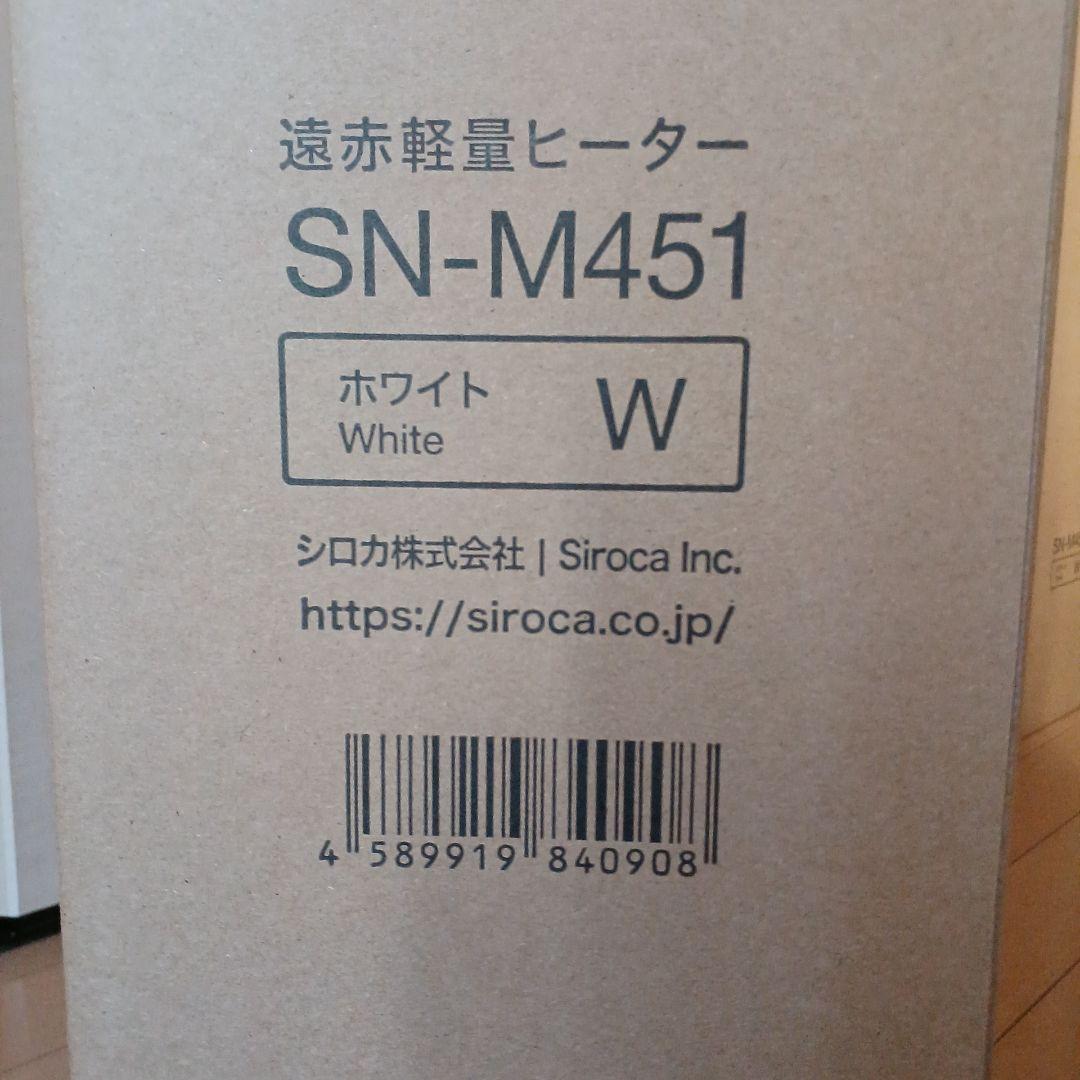 遠赤軽量ヒーター
SN-M451
ホワイト
White
W
シロカ株式会社 | Siroca Inc.
https://siroca.co.jp/
4 589919 840908